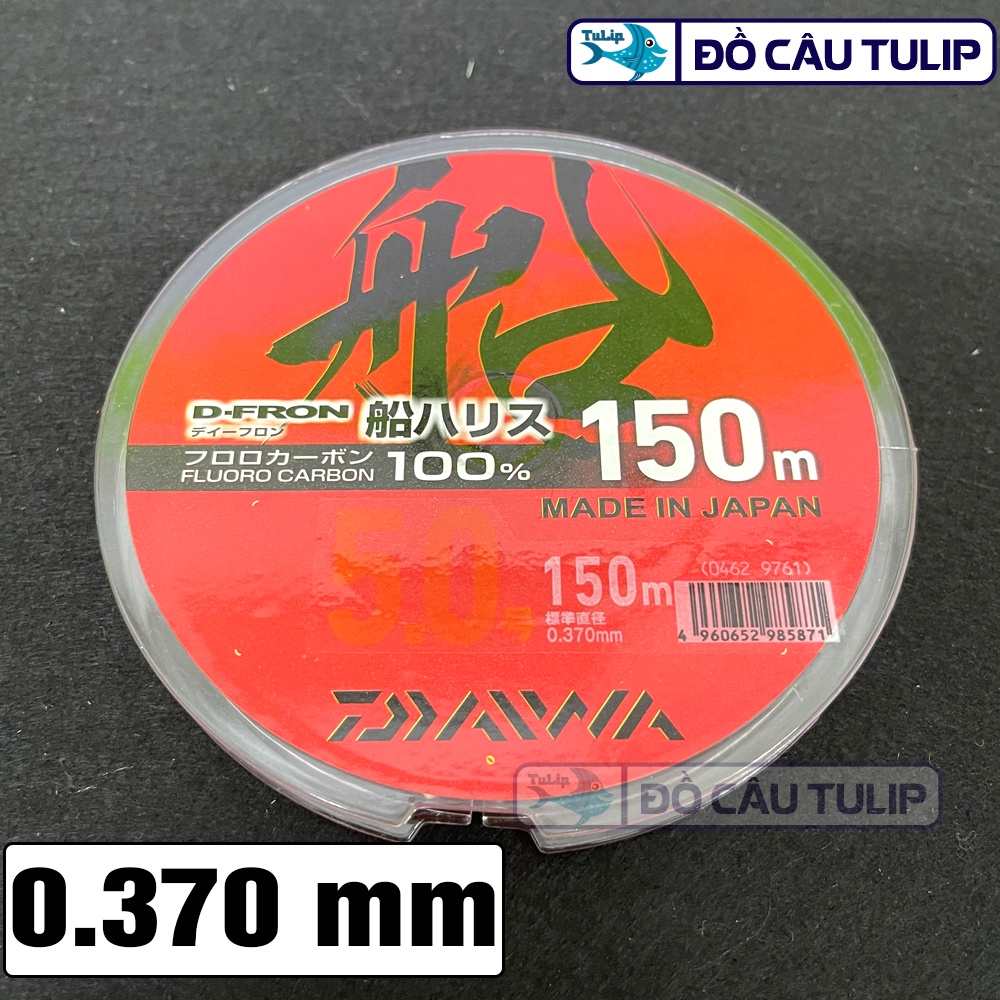 TuLip
ĐỒ CÂU TULIP
船
D-FRON
ディーフロン
船ハリス
150m
フロロカーボン
FLUORO CARBON
100%
MADE IN JAPAN
5.0号
150m
標準直径
0.370mm
(0462 9761)
4 960652 985871
DAIWA
TuLip
ĐỒ CÂU TULIP
0.370 mm